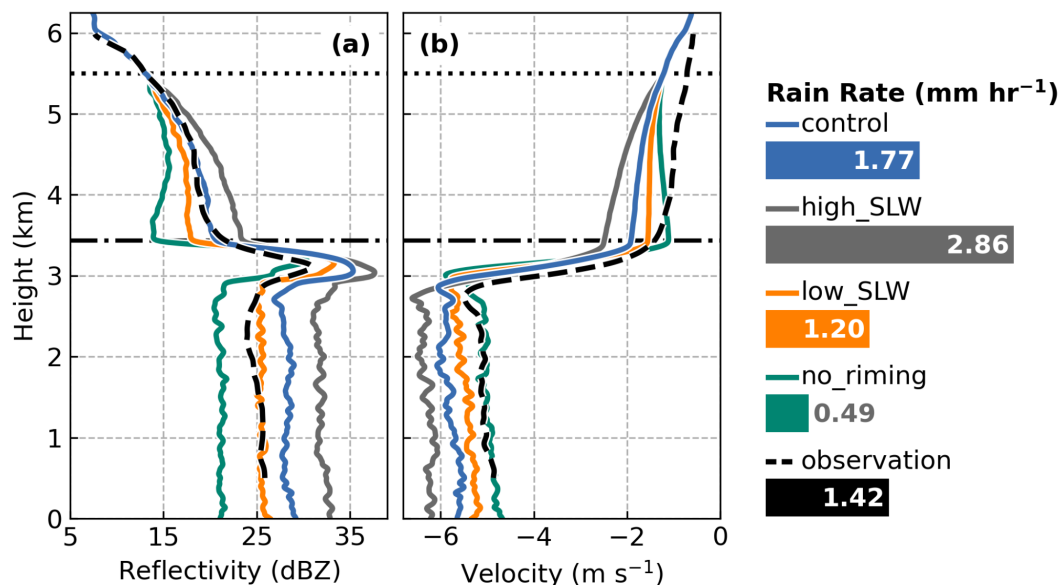 (a)
(b)
Height (km)
6
5
4
3
2
1
0
5
15
25
35
Reflectivity (dBZ)
−6
−4
−2
0
Velocity (m s⁻¹)
Rain Rate (mm hr⁻¹)
control
1.77
high_SLW
2.86
low_SLW
1.20
no_riming
0.49
observation
1.42